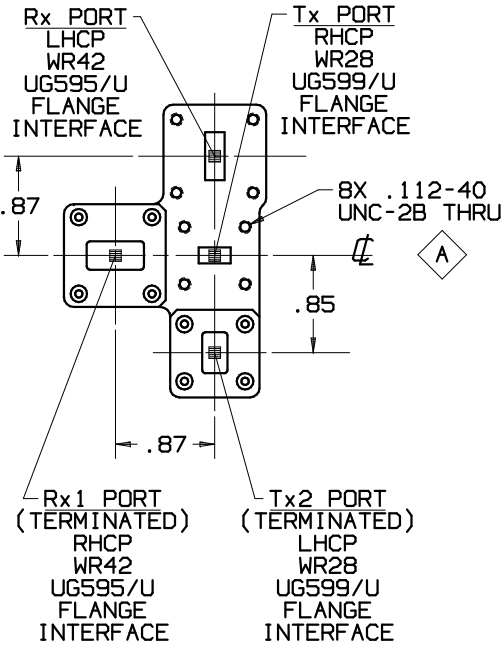 Rx PORT
LHCP
WR42
UG595/U
FLANGE
INTERFACE
Tx PORT
RHCP
WR28
UG599/U
FLANGE
INTERFACE
.87
8X .112-40
UNC-2B THRU
A
.85
.87
Rx1 PORT
(TERMINATED)
RHCP
WR42
UG595/U
FLANGE
INTERFACE
Tx2 PORT
(TERMINATED)
LHCP
WR28
UG599/U
FLANGE
INTERFACE